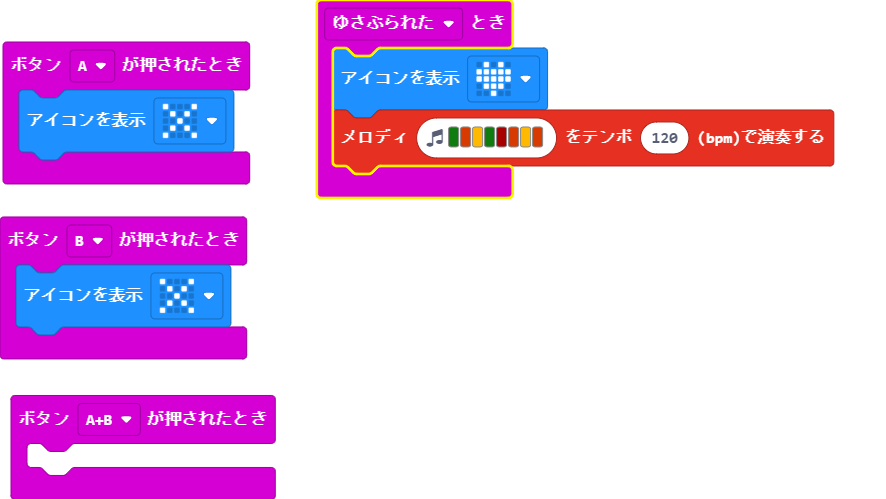 ボタン A が押されたとき
アイコンを表示
ボタン B が押されたとき
アイコンを表示
ボタン A+B が押されたとき
ゆさぶられた とき
アイコンを表示
メロディ をテンポ 120 (bpm)で演奏する